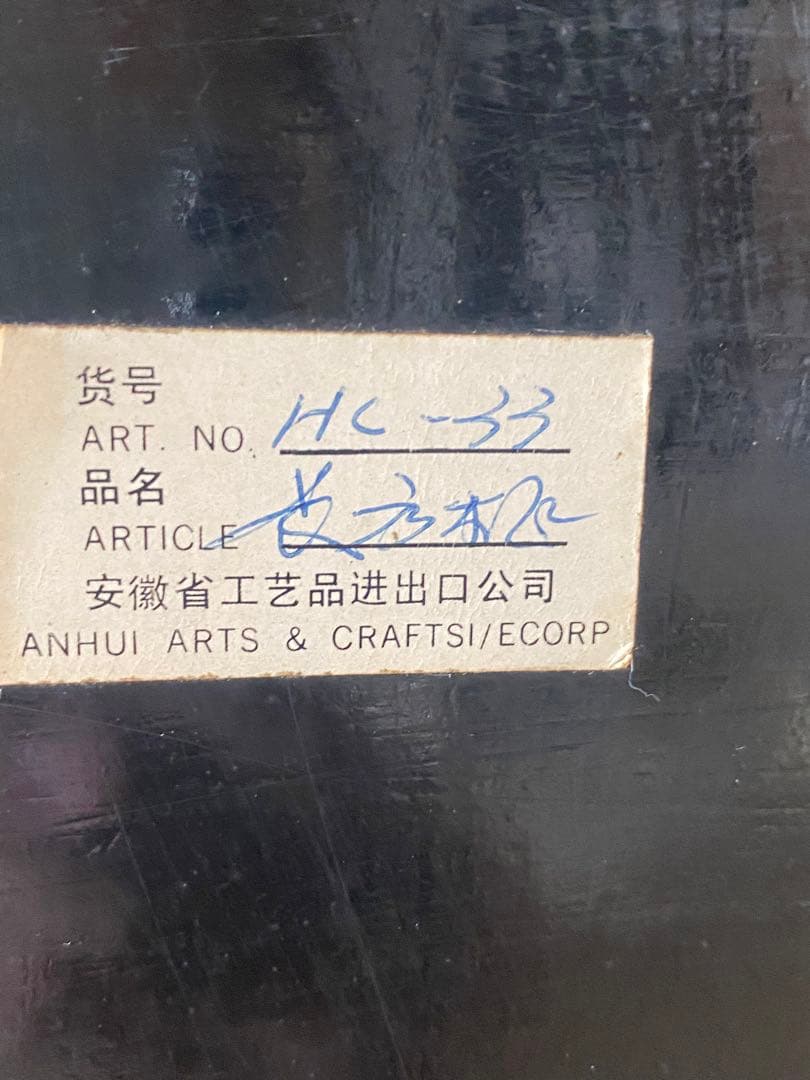 货号
ART. NO. HC-33
品名
ARTICLE
安徽省工艺品进出口公司
ANHUI ARTS & CRAFTSI/ECORP